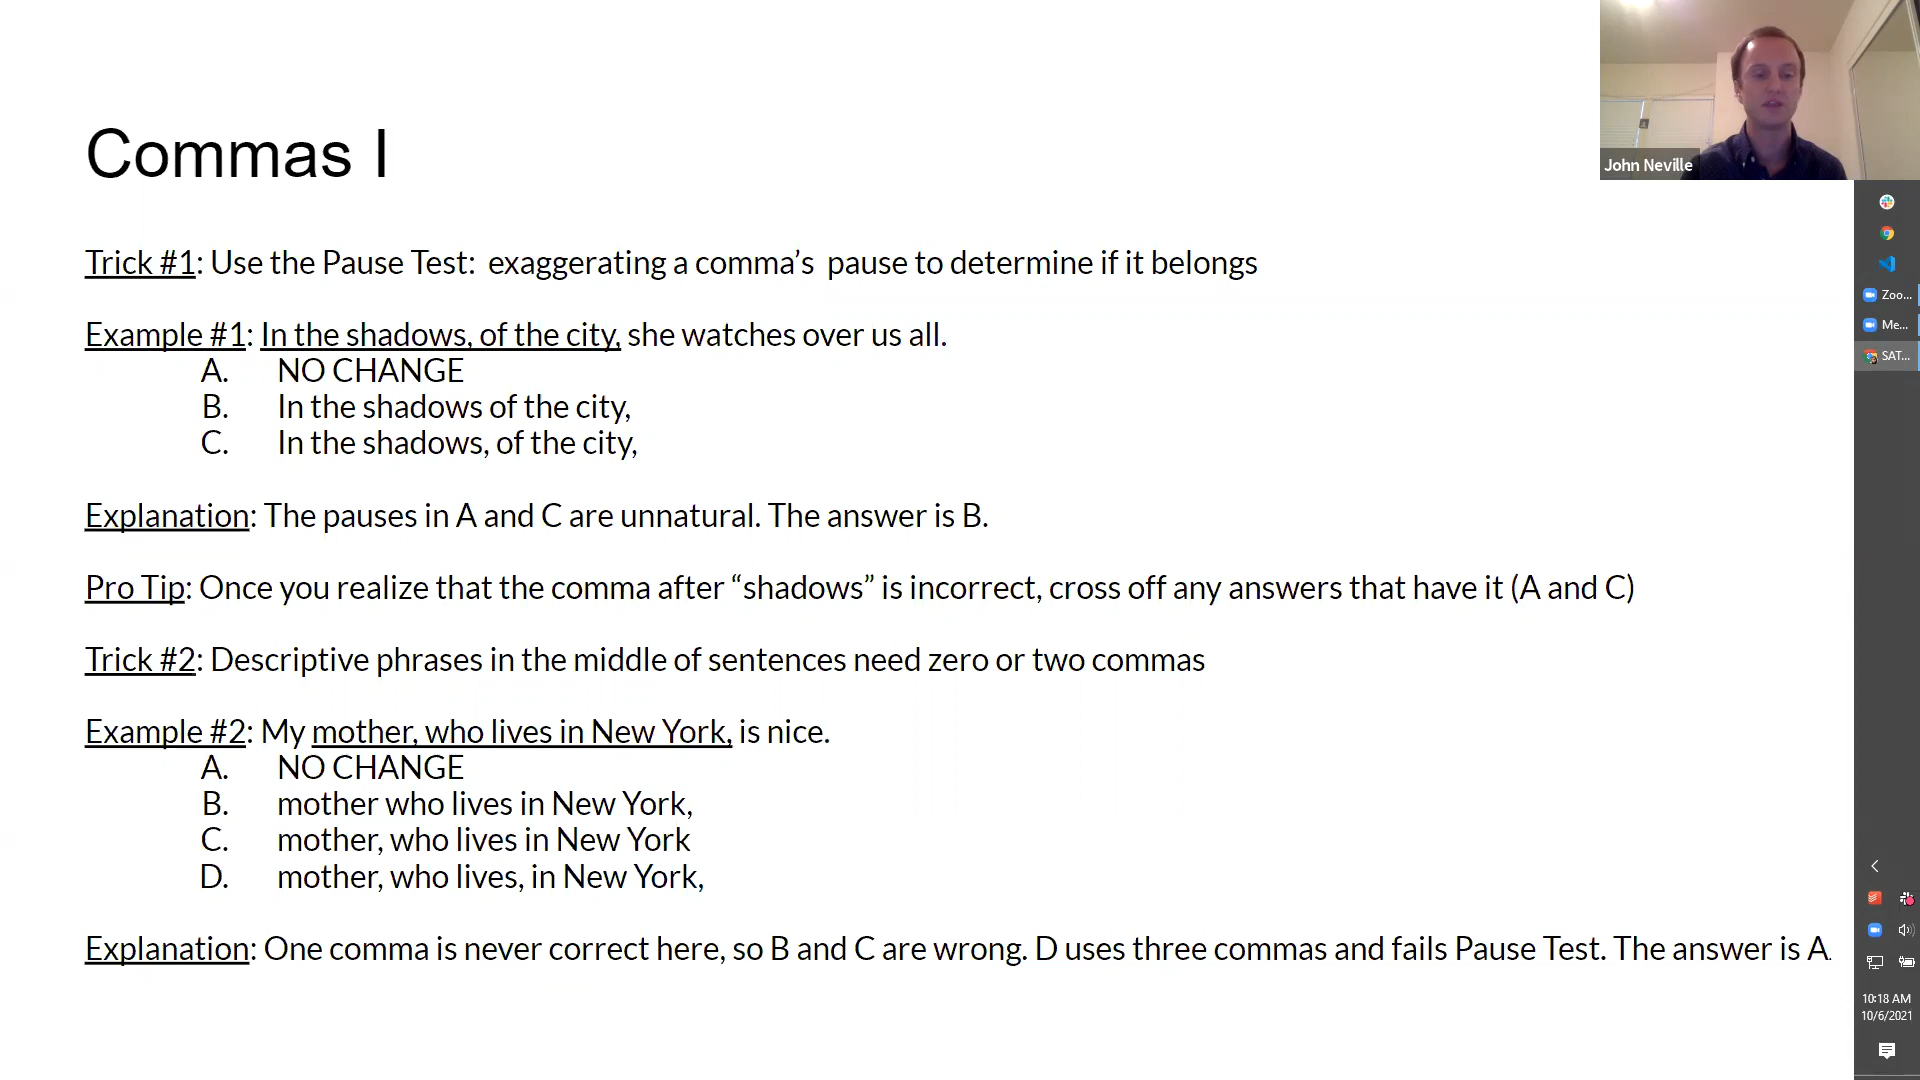 John Neville
Commas I
Trick #1: Use the Pause Test:  exaggerating a comma’s  pause to determine if it belongs
Example #1: In the shadows, of the city, she watches over us all.
A. NO CHANGE
B. In the shadows of the city,
C. In the shadows, of the city,
Explanation: The pauses in A and C are unnatural. The answer is B.
Pro Tip: Once you realize that the comma after “shadows” is incorrect, cross off any answers that have it (A and C)
Trick #2: Descriptive phrases in the middle of sentences need zero or two commas
Example #2: My mother, who lives in New York, is nice.
A. NO CHANGE
B. mother who lives in New York,
C. mother, who lives in New York
D. mother, who lives, in New York,
Explanation: One comma is never correct here, so B and C are wrong. D uses three commas and fails Pause Test. The answer is A.
Zoo...
Me...
SAT...
10:18 AM
10/6/2021